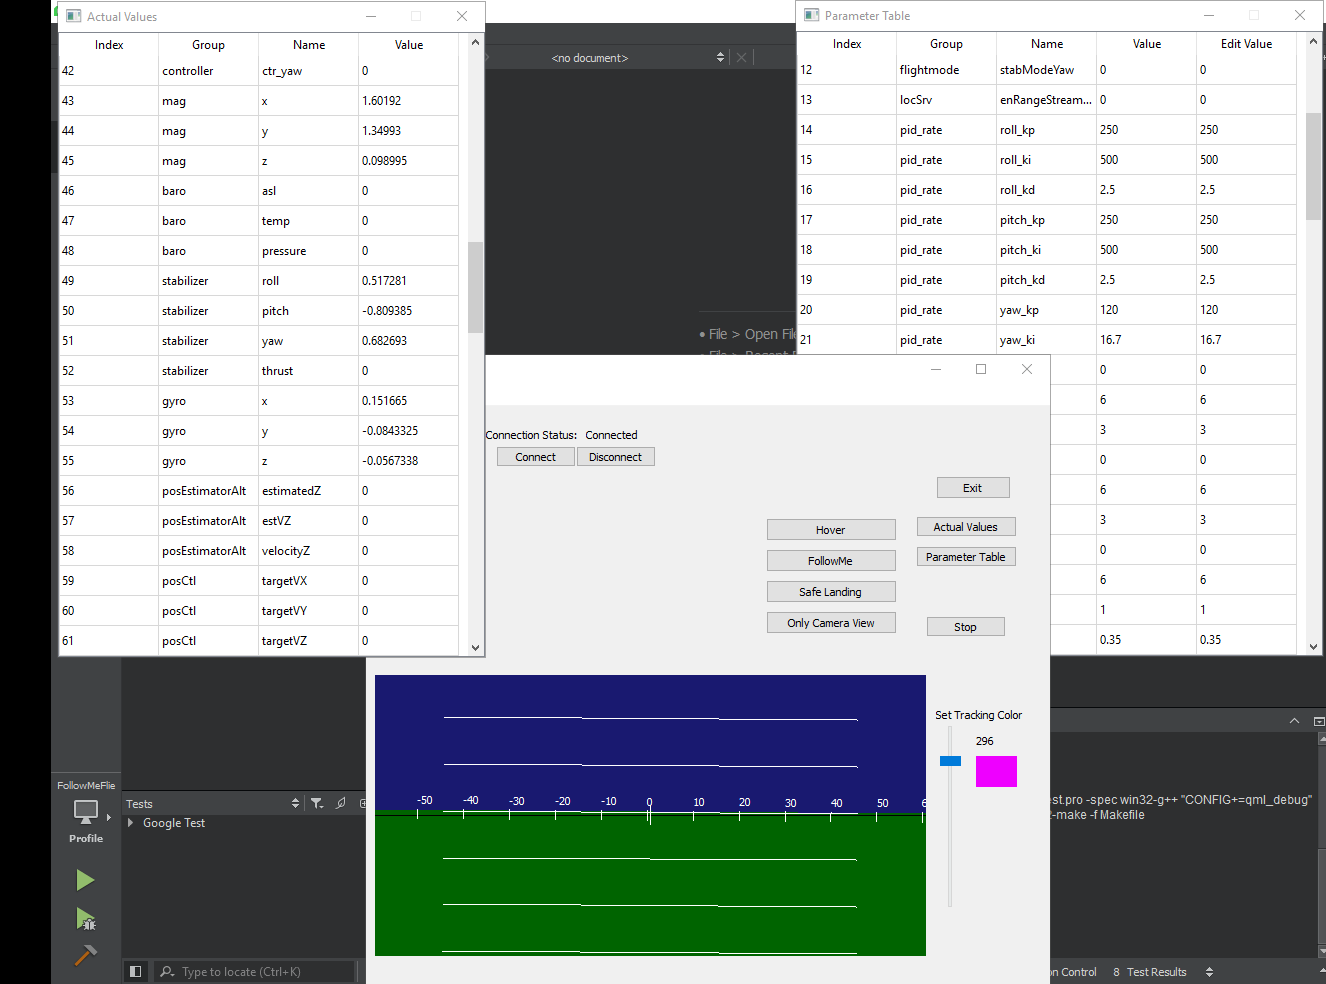 Actual Values
Index Group Name Value
42 controller ctr_yaw 0
43 mag x 1.60192
44 mag y 1.34993
45 mag z 0.098995
46 baro asl 0
47 baro temp 0
48 baro pressure 0
49 stabilizer roll 0.517281
50 stabilizer pitch -0.809385
51 stabilizer yaw 0.682693
52 stabilizer thrust 0
53 gyro x 0.151665
54 gyro y -0.0843325
55 gyro z -0.0567338
56 posEstimatorAlt estimatedZ 0
57 posEstimatorAlt estVZ 0
58 posEstimatorAlt velocityZ 0
59 posCtl targetVX 0
60 posCtl targetVY 0
61 posCtl targetVZ 0
<no document>
• File > Open File
Parameter Table
Index Group Name Value Edit Value
12 flightmode stabModeYaw 0 0
13 locSrv enRangeStream... 0 0
14 pid_rate roll_kp 250 250
15 pid_rate roll_ki 500 500
16 pid_rate roll_kd 2.5 2.5
17 pid_rate pitch_kp 250 250
18 pid_rate pitch_ki 500 500
19 pid_rate pitch_kd 2.5 2.5
20 pid_rate yaw_kp 120 120
21 pid_rate yaw_ki 16.7 16.7
0 0
6 6
3 3
0 0
6 6
3 3
0 0
6 6
1 1
0.35 0.35
Connection Status: Connected
Connect Disconnect
Exit
Hover Actual Values
FollowMe Parameter Table
Safe Landing
Only Camera View Stop
-50 -40 -30 -20 -10 0 10 20 30 40 50 6
Set Tracking Color
296
FollowMeFlie
Profile
Tests
Google Test
Type to locate (Ctrl+K)
est.pro -spec win32-g++ "CONFIG+=qml_debug"
2-make -f Makefile
on Control 8 Test Results